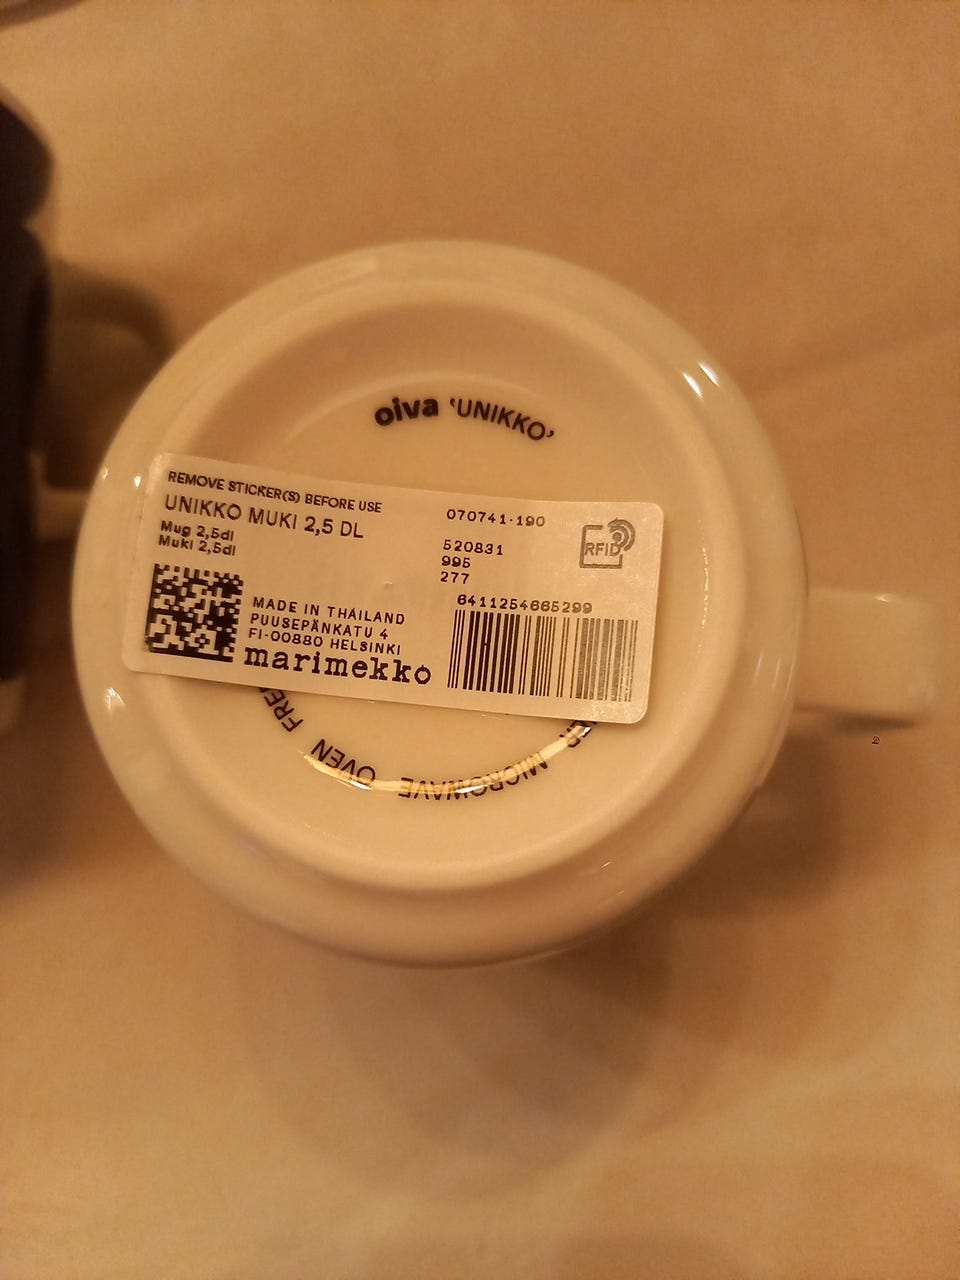 oiva ‘UNIKKO’
REMOVE STICKER(S) BEFORE USE
UNIKKO MUKI 2,5 DL
Mug 2,5dl
Muki 2,5dl
070741-190
520831
995
277
RFID
6411254665299
MADE IN THAILAND
PUUSEPÄNKATU 4
FI-00880 HELSINKI
marimekko
MICROWAVE OVEN